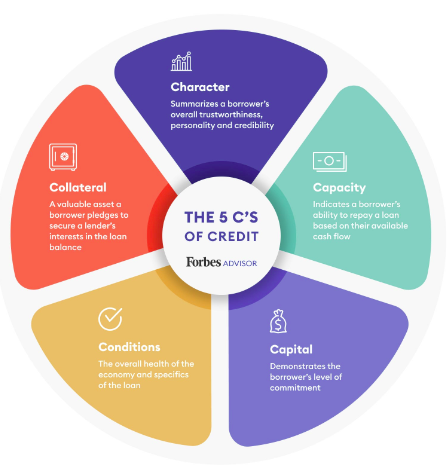 Character
Summarizes a borrower's
overall trustworthiness,
personality and credibility
Capacity
Indicates a borrower's
ability to repay a loan
based on their available
cash flow
Capital
Demonstrates the
borrower's level of
commitment
Conditions
The overall health of the
economy and specifics
of the loan
Collateral
A valuable asset a
borrower pledges to
secure a lender's
interests in the loan
balance
THE 5 C'S
OF CREDIT
Forbes ADVISOR